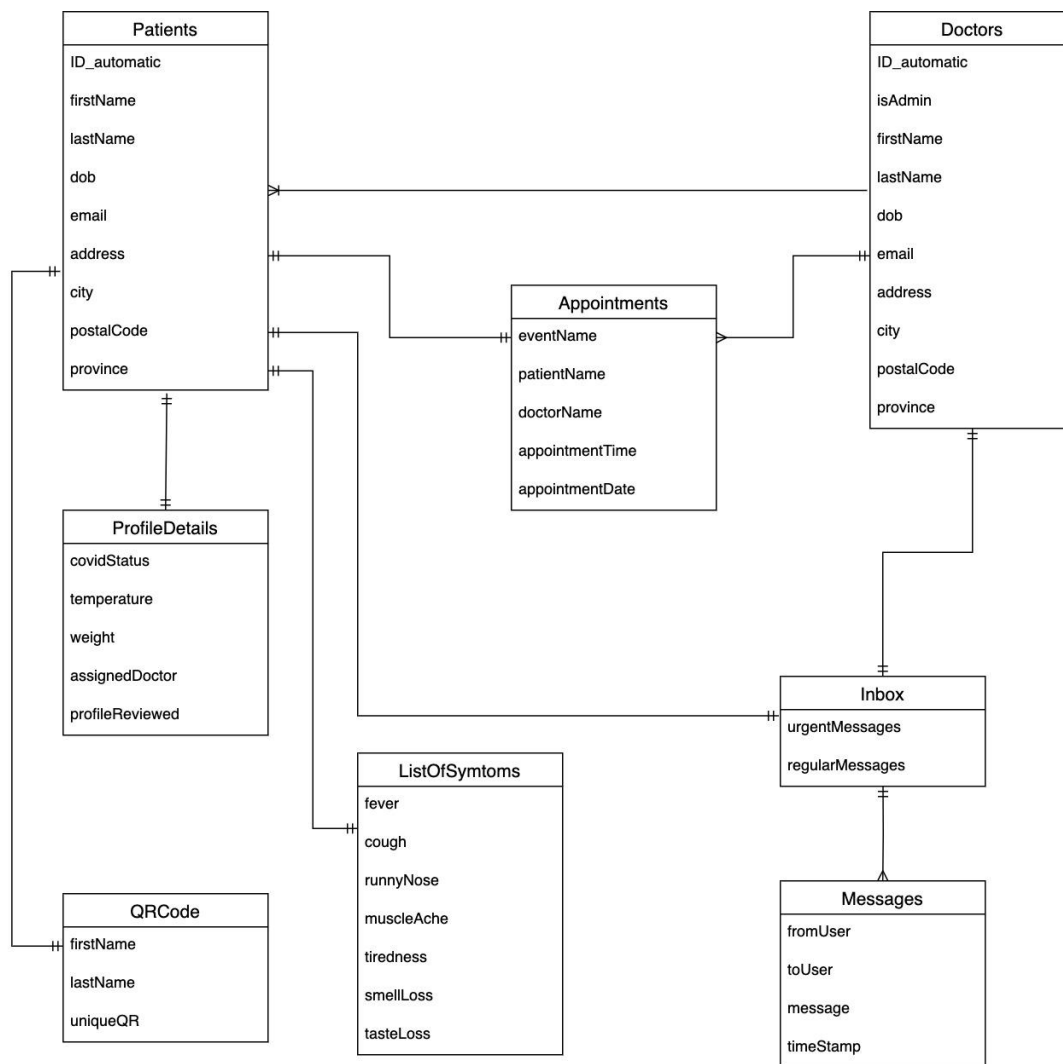 Patients
ID_automatic
firstName
lastName
dob
email
address
city
postalCode
province
Doctors
ID_automatic
isAdmin
firstName
lastName
dob
email
address
city
postalCode
province
Appointments
eventName
patientName
doctorName
appointmentTime
appointmentDate
ProfileDetails
covidStatus
temperature
weight
assignedDoctor
profileReviewed
Inbox
urgentMessages
regularMessages
ListOfSymtoms
fever
cough
runnyNose
muscleAche
tiredness
smellLoss
tasteLoss
QRCode
firstName
lastName
uniqueQR
Messages
fromUser
toUser
message
timeStamp